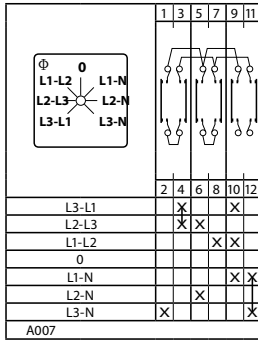 1 3 5 7 9 11
Φ 0
L1-L2 L1-N
L2-L3 L2-N
L3-L1 L3-N
2 4 6 8 10 12
L3-L1 X X
L2-L3 X X
L1-L2 X X
0
L1-N X X
L2-N X
L3-N X X
A007